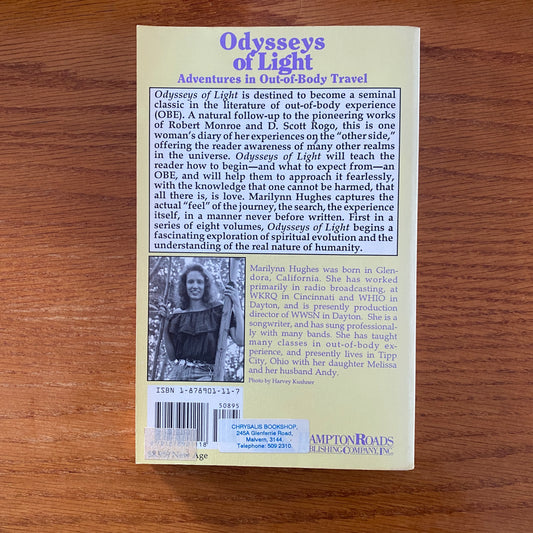 Odysseys
of Light
Adventures in Out-of-Body Travel
Odysseys of Light is destined to become a seminal
classic in the literature of out-of-body experience
(OBE). A natural follow-up to the pioneering works
of Robert Monroe and D. Scott Rogo, this is one
woman's diary of her experiences on the "other side,"
offering the reader awareness of many other realms
in the universe. Odysseys of Light will teach the
reader how to begin—and what to expect from—an
OBE, and will help them to approach it fearlessly,
with the knowledge that one cannot be harmed, that
all there is, is love. Marilynn Hughes captures the
actual "feel" of the journey, the search, the experience
itself, in a manner never before written. First in a
series of eight volumes, Odysseys of Light begins a
fascinating exploration of spiritual evolution and the
understanding of the real nature of humanity.
Marilynn Hughes was born in Glen-
dora, California. She has worked
primarily in radio broadcasting, at
WKRQ in Cincinnati and WHIO in
Dayton, and is presently production
director of WWSN in Dayton. She is a
songwriter, and has sung professional-
ly with many bands. She has taught
many classes in out-of-body ex-
perience, and presently lives in Tipp
City, Ohio with her daughter Melissa
and her husband Andy.
Photo by Harvey Kushner
ISBN 1-878901-11-7
50895
CHRYSALIS BOOKSHOP,
245A Glenferrie Road,
Malvern, 3144.
Telephone: 509 2310.
AMPTONROADS
BLISHING COMPANY, INC.
New Age